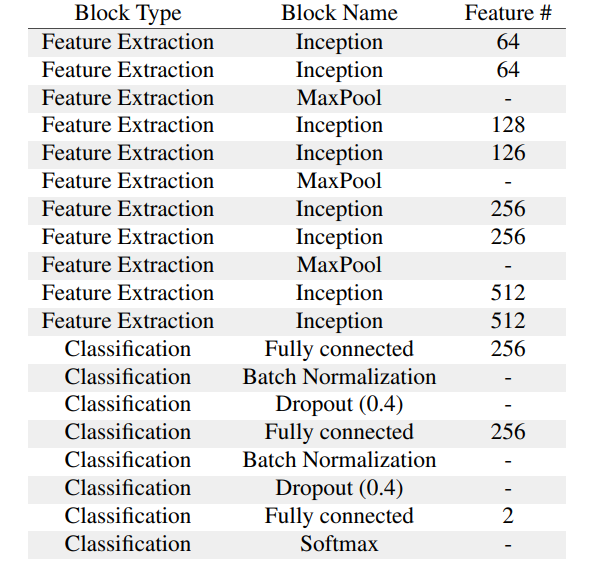 Block Type Block Name Feature #
Feature Extraction Inception 64
Feature Extraction Inception 64
Feature Extraction MaxPool -
Feature Extraction Inception 128
Feature Extraction Inception 126
Feature Extraction MaxPool -
Feature Extraction Inception 256
Feature Extraction Inception 256
Feature Extraction MaxPool -
Feature Extraction Inception 512
Feature Extraction Inception 512
Classification Fully connected 256
Classification Batch Normalization -
Classification Dropout (0.4) -
Classification Fully connected 256
Classification Batch Normalization -
Classification Dropout (0.4) -
Classification Fully connected 2
Classification Softmax -